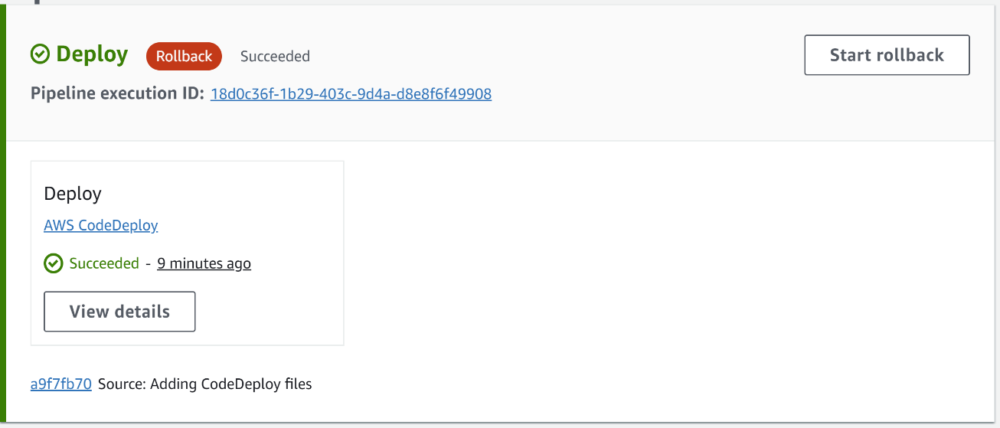 Deploy Rollback Succeeded Start rollback
Pipeline execution ID: 18d0c36f-1b29-403c-9d4a-d8e8f6f49908
Deploy
AWS CodeDeploy
Succeeded - 9 minutes ago
View details
a9f7fb70 Source: Adding CodeDeploy files